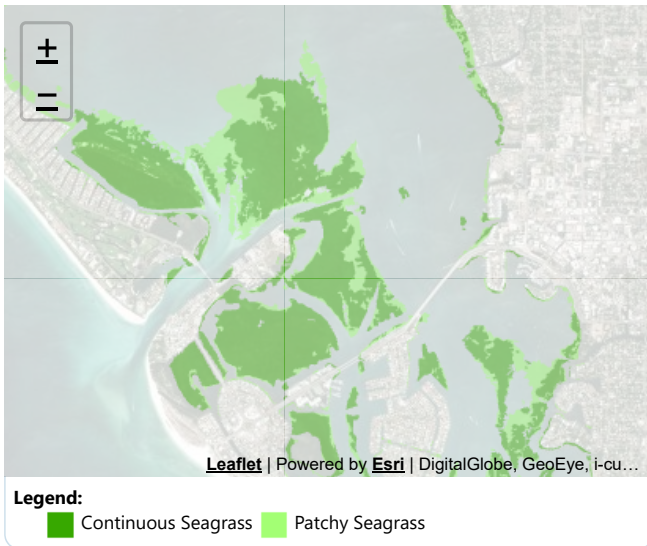 +
−
Leaflet | Powered by Esri | DigitalGlobe, GeoEye, i-cu…
Legend:
Continuous Seagrass Patchy Seagrass